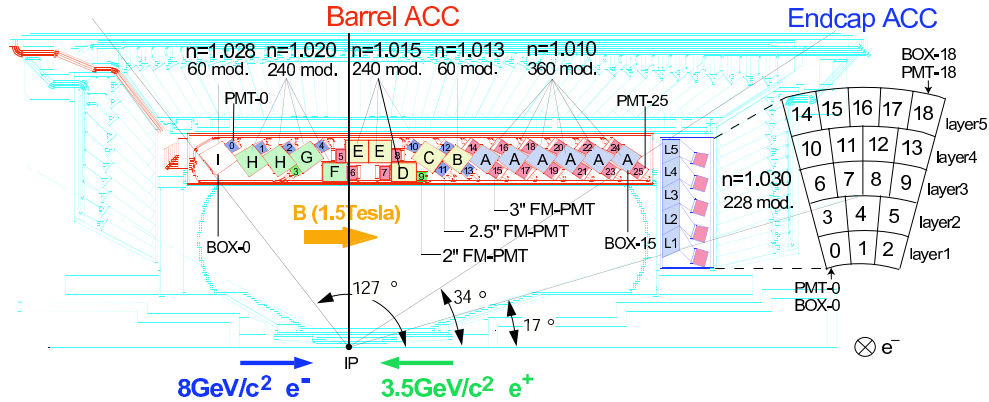 Barrel ACC
Endcap ACC
n=1.028 n=1.020 n=1.015 n=1.013 n=1.010
60 mod. 240 mod. 240 mod. 60 mod. 360 mod.
BOX-18
PMT-18
PMT-0
PMT-25
0 1 2 4 5 8 10 12 14 16 18 20 22 24
I H H G E E C B A A A A A A
3 F 6 7 D 9 11 13 15 17 19 21 23 25
B (1.5Tesla)
3" FM-PMT
2.5" FM-PMT
2" FM-PMT
BOX-0
BOX-15
L5
L4
L3
L2
L1
n=1.030
228 mod.
14 15 16 17 18 layer5
10 11 12 13 layer4
6 7 8 9 layer3
3 4 5 layer2
0 1 2 layer1
PMT-0
BOX-0
127 °
34 °
17 °
IP
e−
8GeV/c2 e-
3.5GeV/c2 e+